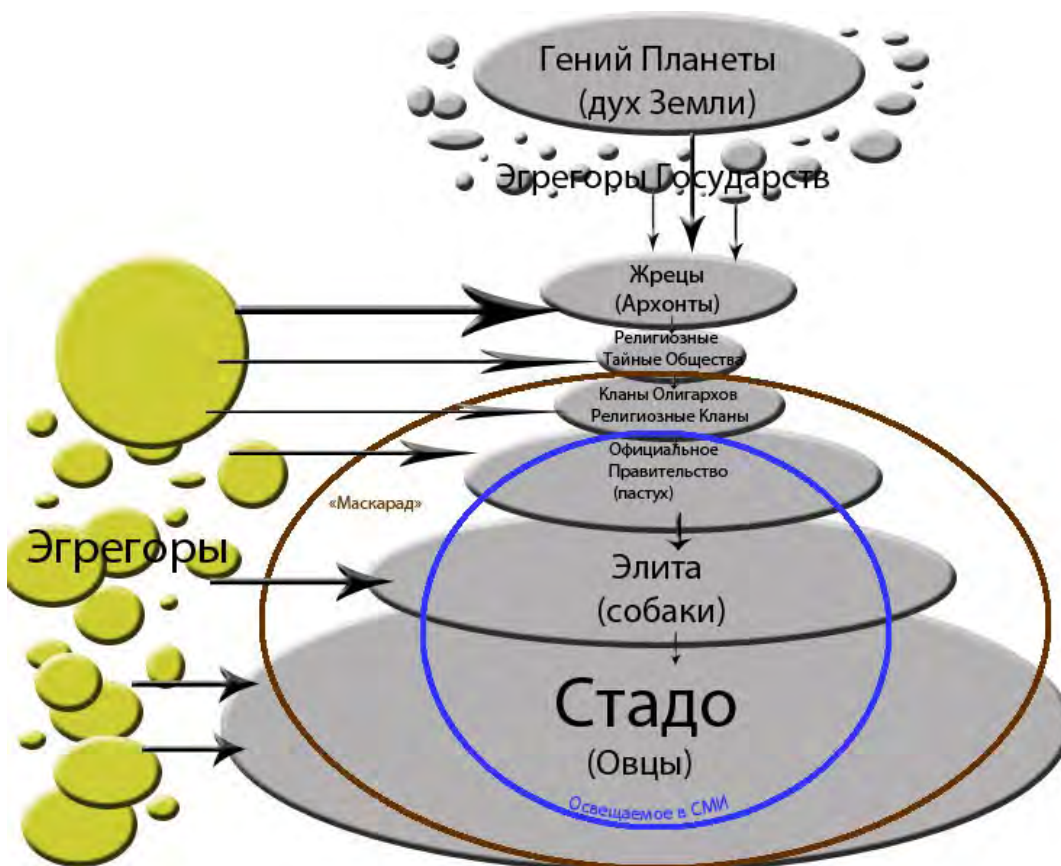 Гений Планеты
(дух Земли)
Эгрегоры Государств
Жрецы
(Архонты)
Религиозные
Тайные Общества
Кланы Олигархов
Религиозные Кланы
Официальное
Правительство
(пастух)
«Маскарад»
Эгрегоры
Элита
(собаки)
Стадо
(Овцы)
Освещаемое в СМИ